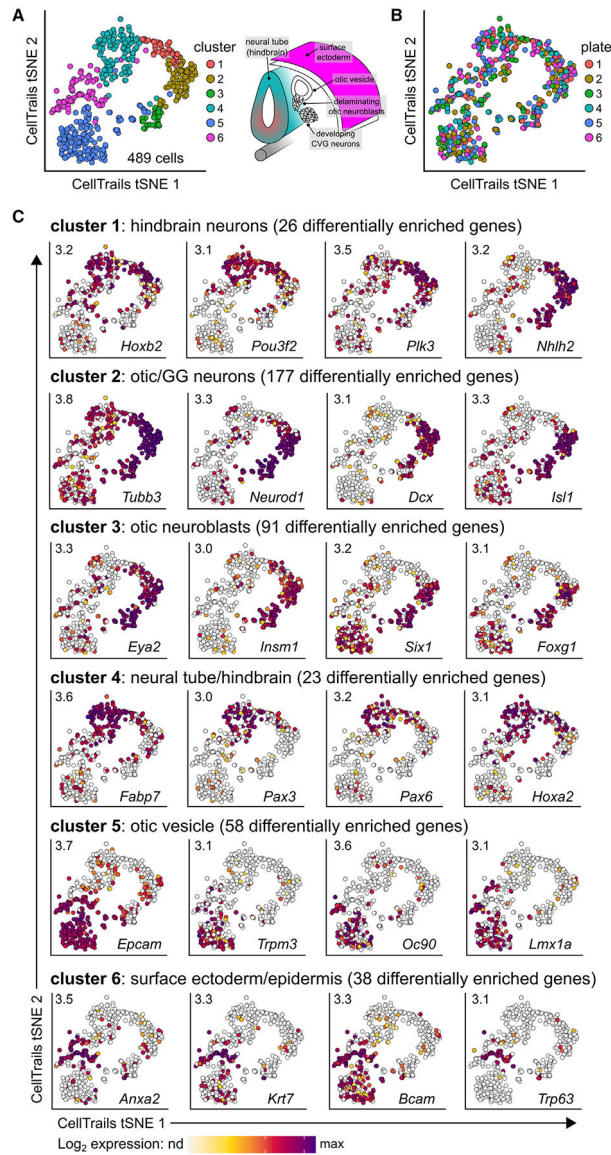 A
CellTrails tSNE 2
CellTrails tSNE 1
489 cells
cluster
1
2
3
4
5
6
neural tube
(hindbrain)
surface
ectoderm
otic vesicle
delaminating
otic neuroblasts
developing
CVG neurons
B
CellTrails tSNE 2
CellTrails tSNE 1
plate
1
2
3
4
5
6
C
cluster 1: hindbrain neurons (26 differentially enriched genes)
3.2 3.1 3.5 3.2
Hoxb2 Pou3f2 Plk3 Nhlh2
cluster 2: otic/GG neurons (177 differentially enriched genes)
3.8 3.3 3.1 3.3
Tubb3 Neurod1 Dcx Isl1
cluster 3: otic neuroblasts (91 differentially enriched genes)
3.3 3.0 3.2 3.1
Eya2 Insm1 Six1 Foxg1
cluster 4: neural tube/hindbrain (23 differentially enriched genes)
3.6 3.0 3.2 3.1
Fabp7 Pax3 Pax6 Hoxa2
cluster 5: otic vesicle (58 differentially enriched genes)
3.7 3.1 3.6 3.1
Epcam Trpm3 Oc90 Lmx1a
cluster 6: surface ectoderm/epidermis (38 differentially enriched genes)
3.5 3.3 3.3 3.1
Anxa2 Krt7 Bcam Trp63
CellTrails tSNE 2
CellTrails tSNE 1
Log2 expression: nd max